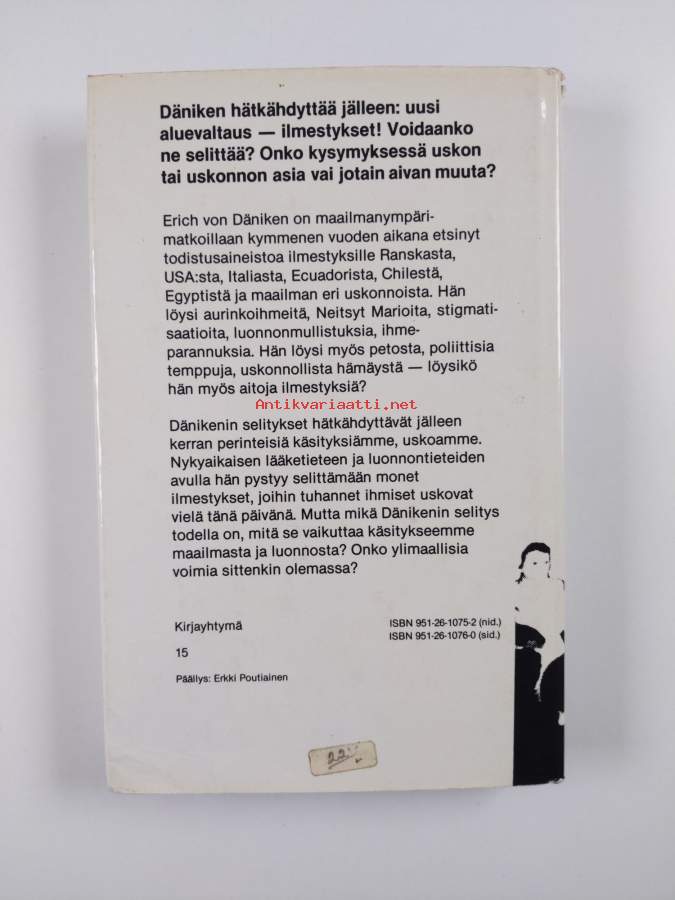 Däniken hätkähdyttää jälleen: uusi
aluevaltaus — ilmestykset! Voidaanko
ne selittää? Onko kysymyksessä uskon
tai uskonnon asia vai jotain aivan muuta?
Erich von Däniken on maailmanympäri-
matkoillaan kymmenen vuoden aikana etsinyt
todistusaineistoa ilmestyksille Ranskasta,
USA:sta, Italiasta, Ecuadorista, Chilestä,
Egyptistä ja maailman eri uskonnoista. Hän
löysi aurinkoihmeitä, Neitsyt Marioita, stigmati-
saatioita, luonnonmullistuksia, ihme-
parannuksia. Hän löysi myös petosta, poliittisia
temppuja, uskonnollista hämäystä — löysikö
hän myös aitoja ilmestyksiä?
Antikvariaatti.net
Dänikenin selitykset hätkähdyttävät jälleen
kerran perinteisiä käsityksiämme, uskoamme.
Nykyaikaisen lääketieteen ja luonnontieteiden
avulla hän pystyy selittämään monet
ilmestykset, joihin tuhannet ihmiset uskovat
vielä tänä päivänä. Mutta mikä Dänikenin selitys
todella on, mitä se vaikuttaa käsitykseemme
maailmasta ja luonnosta? Onko ylimaallisia
voimia sittenkin olemassa?
Kirjayhtymä
ISBN 951-26-1075-2 (nid.)
ISBN 951-26-1076-0 (sid.)
15
Päällys: Erkki Poutiainen